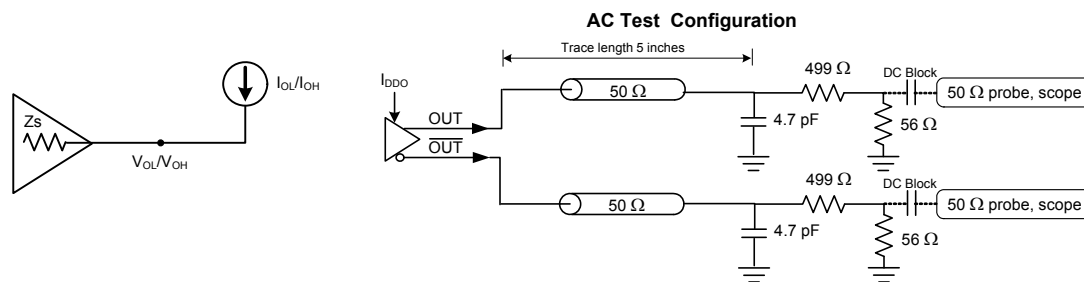 AC Test Configuration
Trace length 5 inches
Zs
VOL/VOH
IOL/IOH
IDDO
OUT
OUT
50 Ω
4.7 pF
499 Ω
56 Ω
DC Block
50 Ω probe, scope
50 Ω
4.7 pF
499 Ω
56 Ω
DC Block
50 Ω probe, scope